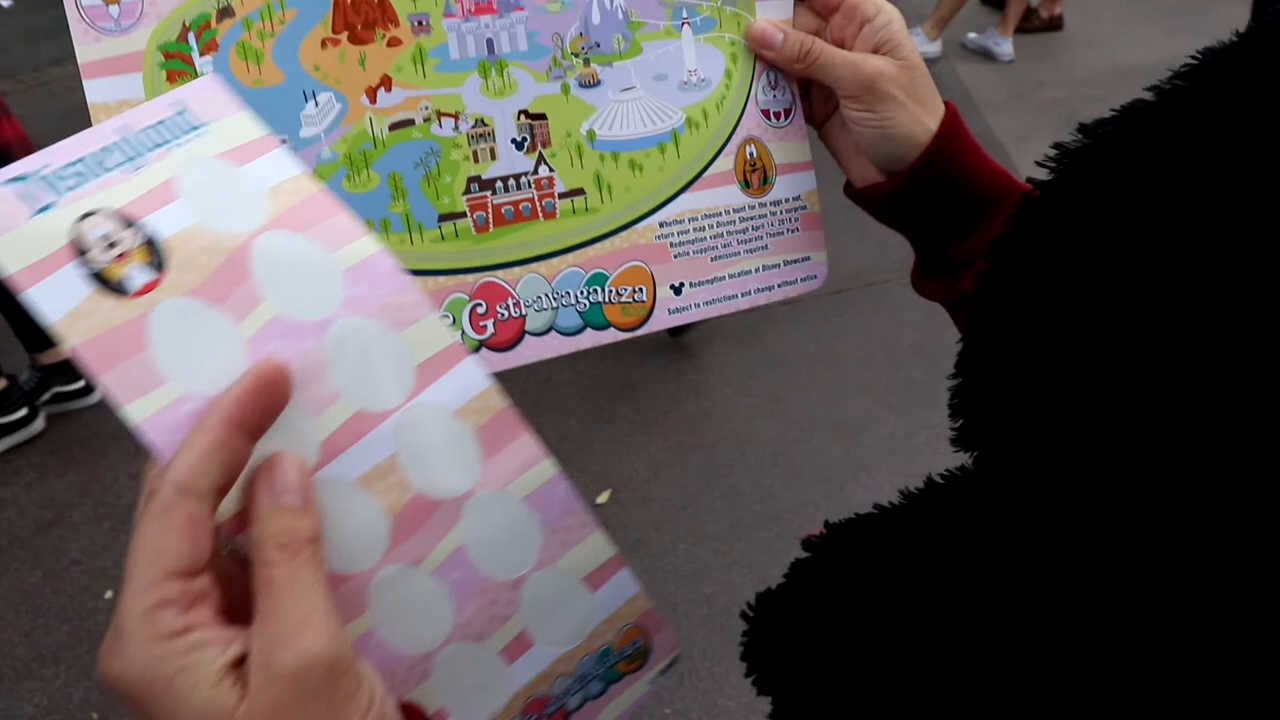 Disneyland
Whether you choose to hunt for the eggs or not,
return your map to Disney Showcase for a surprise.
Redemption valid through April 14, 2018 or
while supplies last. Separate Theme Park
admission required.
Redemption location at Disney Showcase.
Subject to restrictions and change without notice.
Gstravaganza